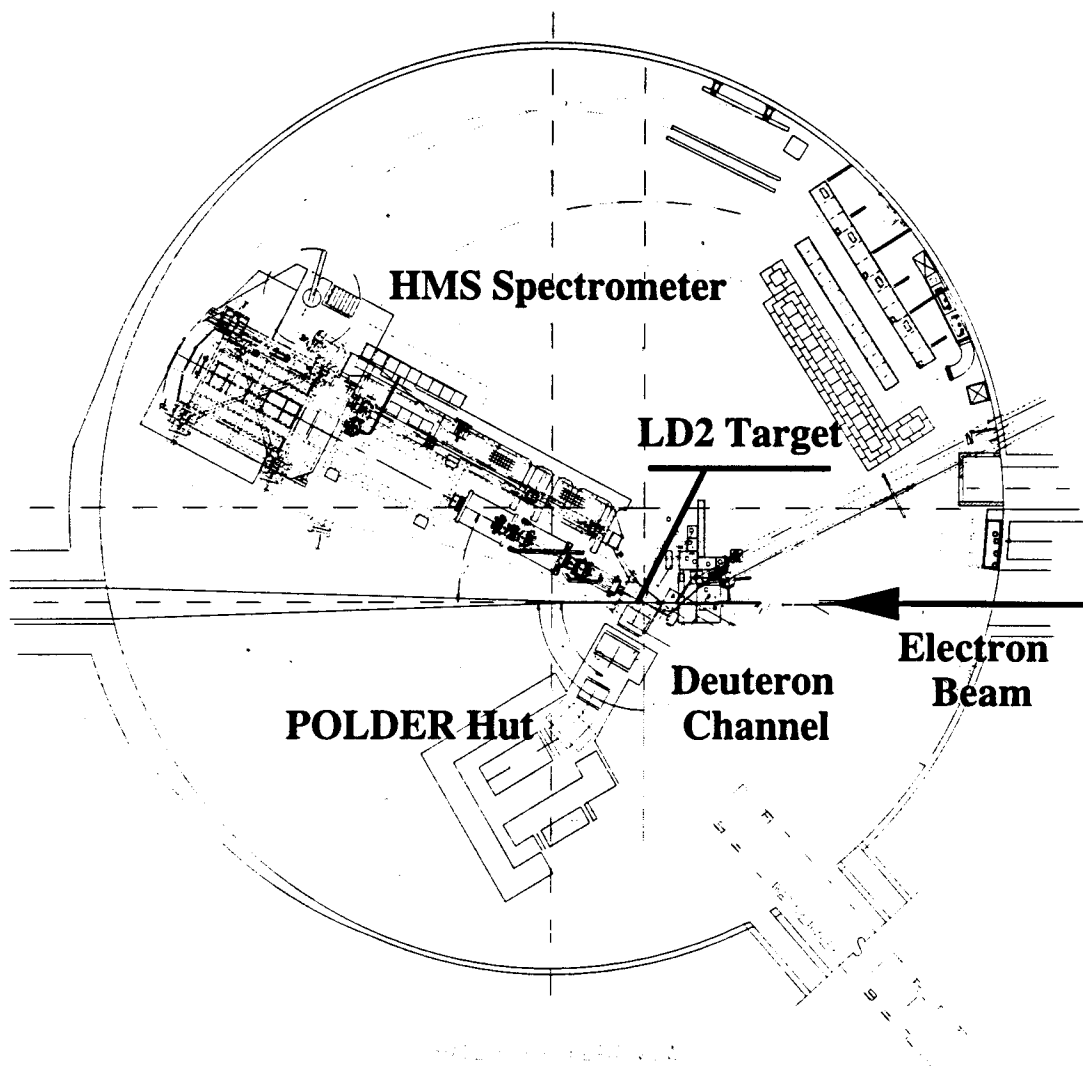 HMS Spectrometer
LD2 Target
Electron
Beam
Deuteron
Channel
POLDER Hut